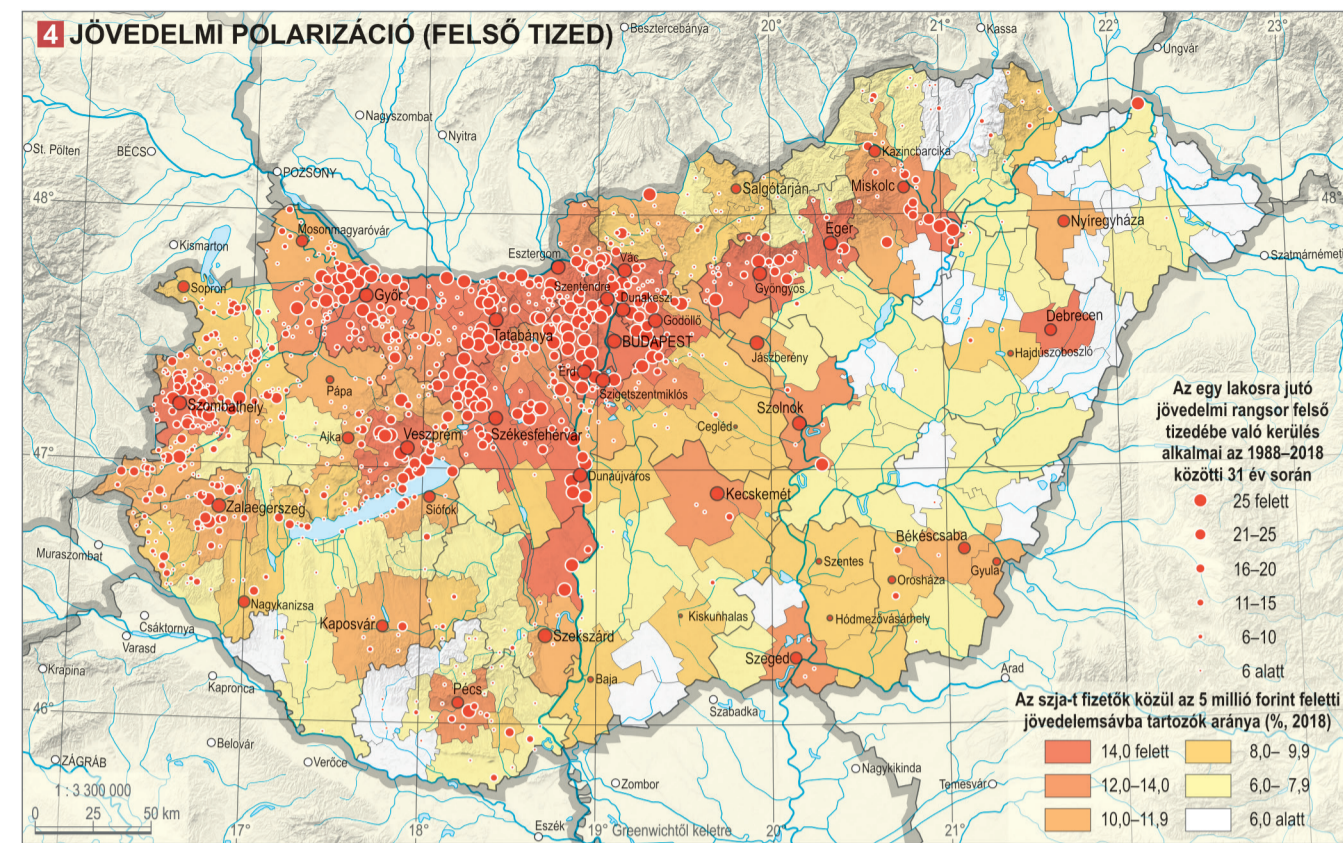 4 JÖVEDELMI POLARIZÁCIÓ (FELSŐ TIZED)
Besztercebánya
20°
21°
Kassa
22°
23°
Ungvár
Nagyszombat
Nyitra
St. Pölten
BÉCS
POZSONY
Kazincbarcika
Salgótarján
Miskolc
48°
48°
Mosonmagyaróvár
Nyíregyháza
Kismarton
Eger
Esztergom
Vác
Szatmárnémeti
Sopron
Szentendre
Gyöngyös
Győr
Dunakeszi
Gödöllő
Debrecen
Tatabánya
BUDAPEST
Jászberény
Hajdúszoboszló
Pápa
Érd
Szigetszentmiklós
Szombathely
Szolnok
Ajka
Veszprém
Székesfehérvár
Cegléd
47°
47°
Dunaújváros
Kecskemét
Zalaegerszeg
Siófok
Békéscsaba
Muraszombat
Szentes
Gyula
Orosháza
Nagykanizsa
Csáktornya
Kaposvár
Kiskunhalas
Hódmezővásárhely
Varasd
Szekszárd
Szeged
Krapina
Kapronca
Pécs
Baja
Arad
46°
46°
Szabadka
Belovár
ZÁGRÁB
Verőce
Zombor
Nagykikinda
Temesvár
1 : 3 300 000
0 25 50 km
Eszék
17°
18°
19°
Greenwichtől keletre
20°
21°
Az egy lakosra jutó
jövedelmi rangsor felső
tizedébe való kerülés
alkalmai az 1988–2018
közötti 31 év során
25 felett
21–25
16–20
11–15
6–10
6 alatt
Az szja-t fizetők közül az 5 millió forint feletti
jövedelemsávba tartozók aránya (%, 2018)
14,0 felett
12,0–14,0
10,0–11,9
8,0– 9,9
6,0– 7,9
6,0 alatt